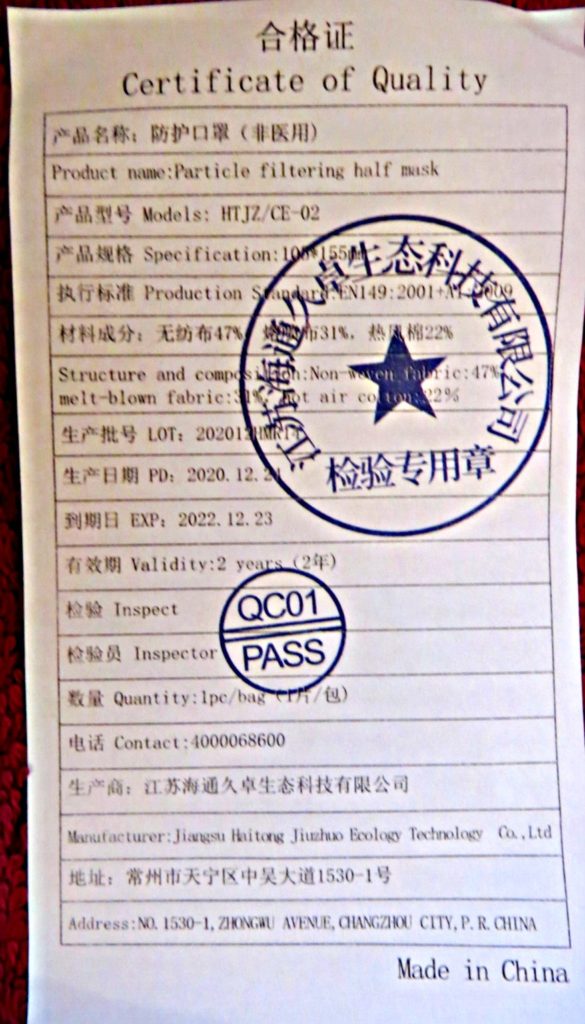 合格证
Certificate of Quality
产品名称: 防护口罩（非医用）
Product name:Particle filtering half mask
产品型号 Models: HTJZ/CE-02
产品规格 Specification:105*155mm
执行标准 Production Standard:EN149:2001+A1:2009
材料成分: 无纺布47%, 熔喷布31%, 热风棉22%
Structure and composition:Non-woven fabric:47%
melt-blown fabric:31%, hot air cotton:22%
生产批号 LOT: 202012HMR14
生产日期 PD: 2020.12.24
到期日 EXP: 2022.12.23
有效期 Validity:2 years（2年）
检验 Inspect
检验员 Inspector
数量 Quantity:1pc/bag（1片/包）
电话 Contact:4000068600
生产商: 江苏海通久卓生态科技有限公司
Manufacturer:Jiangsu Haitong Jiuzhuo Ecology Technology Co.,Ltd
地址: 常州市天宁区中吴大道1530-1号
Address:NO. 1530-1, ZHONGWU AVENUE, CHANGZHOU CITY, P. R. CHINA
Made in China
江苏海通久卓生态科技有限公司
检验专用章
QC01
PASS